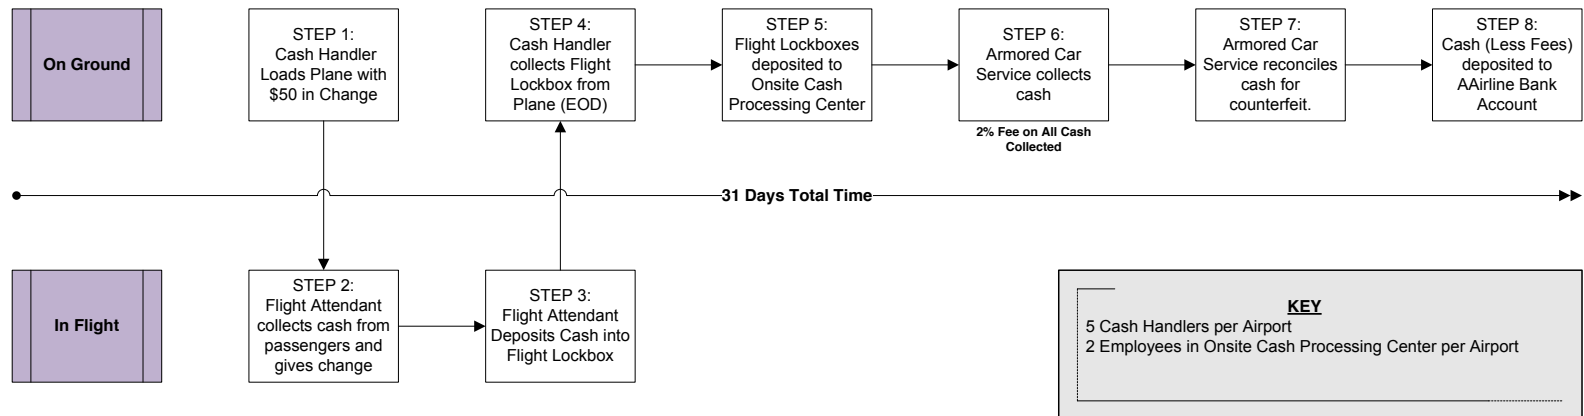 On Ground
STEP 1:
Cash Handler
Loads Plane with
$50 in Change
STEP 4:
Cash Handler
collects Flight
Lockbox from
Plane (EOD)
STEP 5:
Flight Lockboxes
deposited to
Onsite Cash
Processing Center
STEP 6:
Armored Car
Service collects
cash
2% Fee on All Cash
Collected
STEP 7:
Armored Car
Service reconciles
cash for
counterfeit.
STEP 8:
Cash (Less Fees)
deposited to
AAirline Bank
Account
31 Days Total Time
In Flight
STEP 2:
Flight Attendant
collects cash from
passengers and
gives change
STEP 3:
Flight Attendant
Deposits Cash into
Flight Lockbox
KEY
5 Cash Handlers per Airport
2 Employees in Onsite Cash Processing Center per Airport